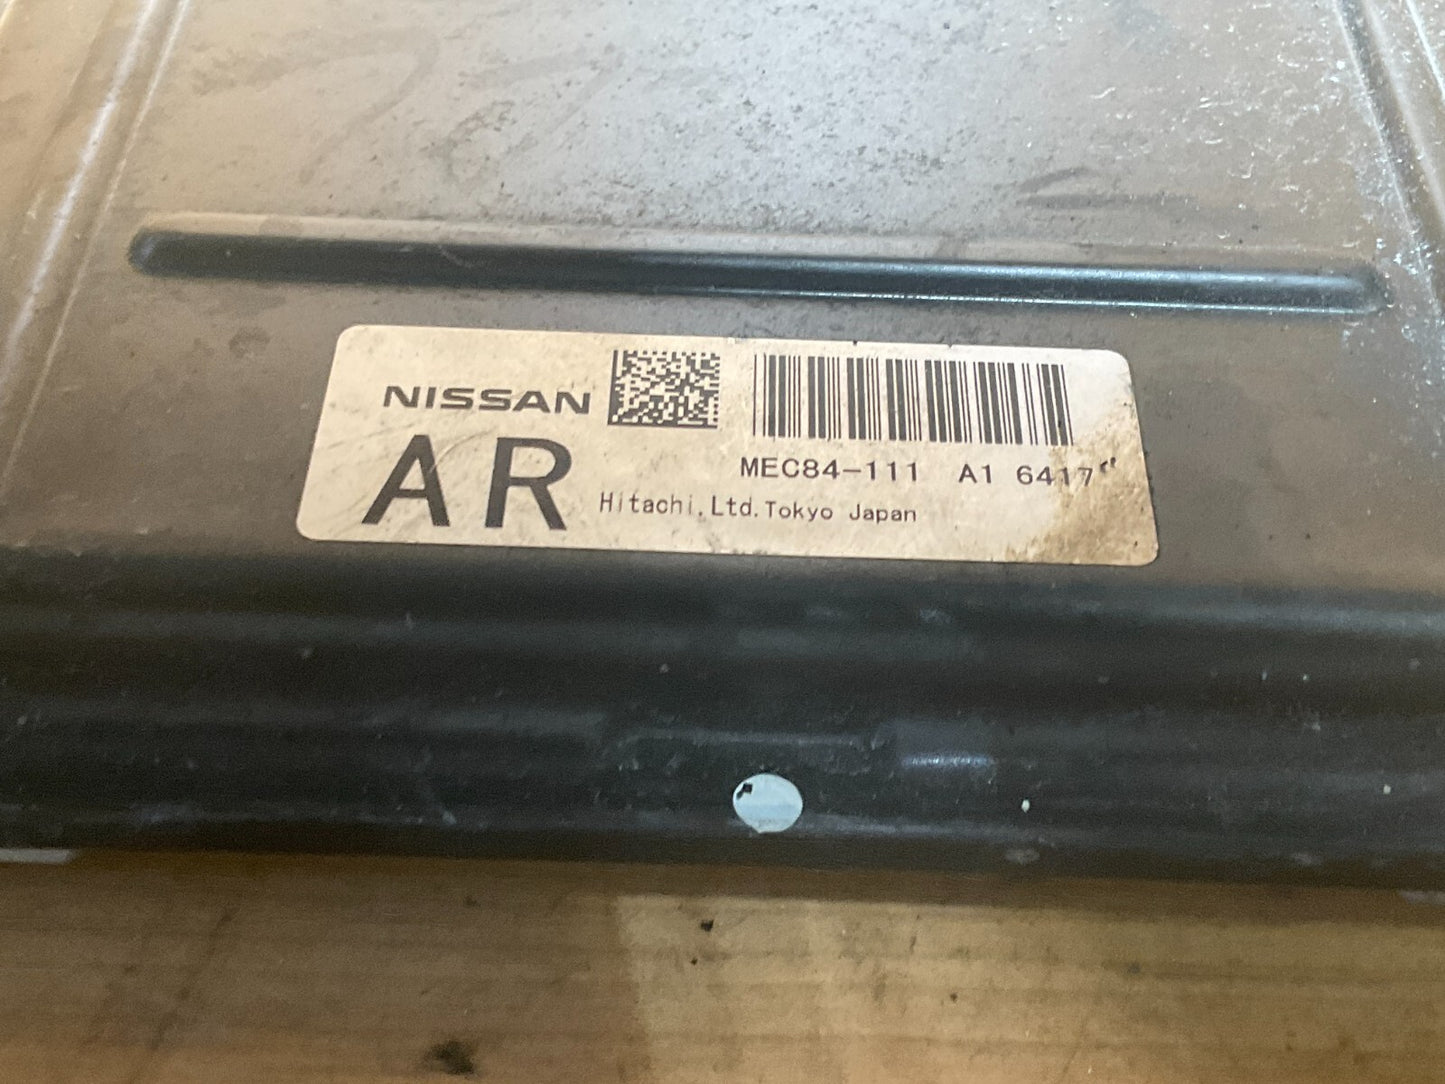 NISSAN
AR
MEC84-111 A1 6417
Hitachi,Ltd.Tokyo Japan